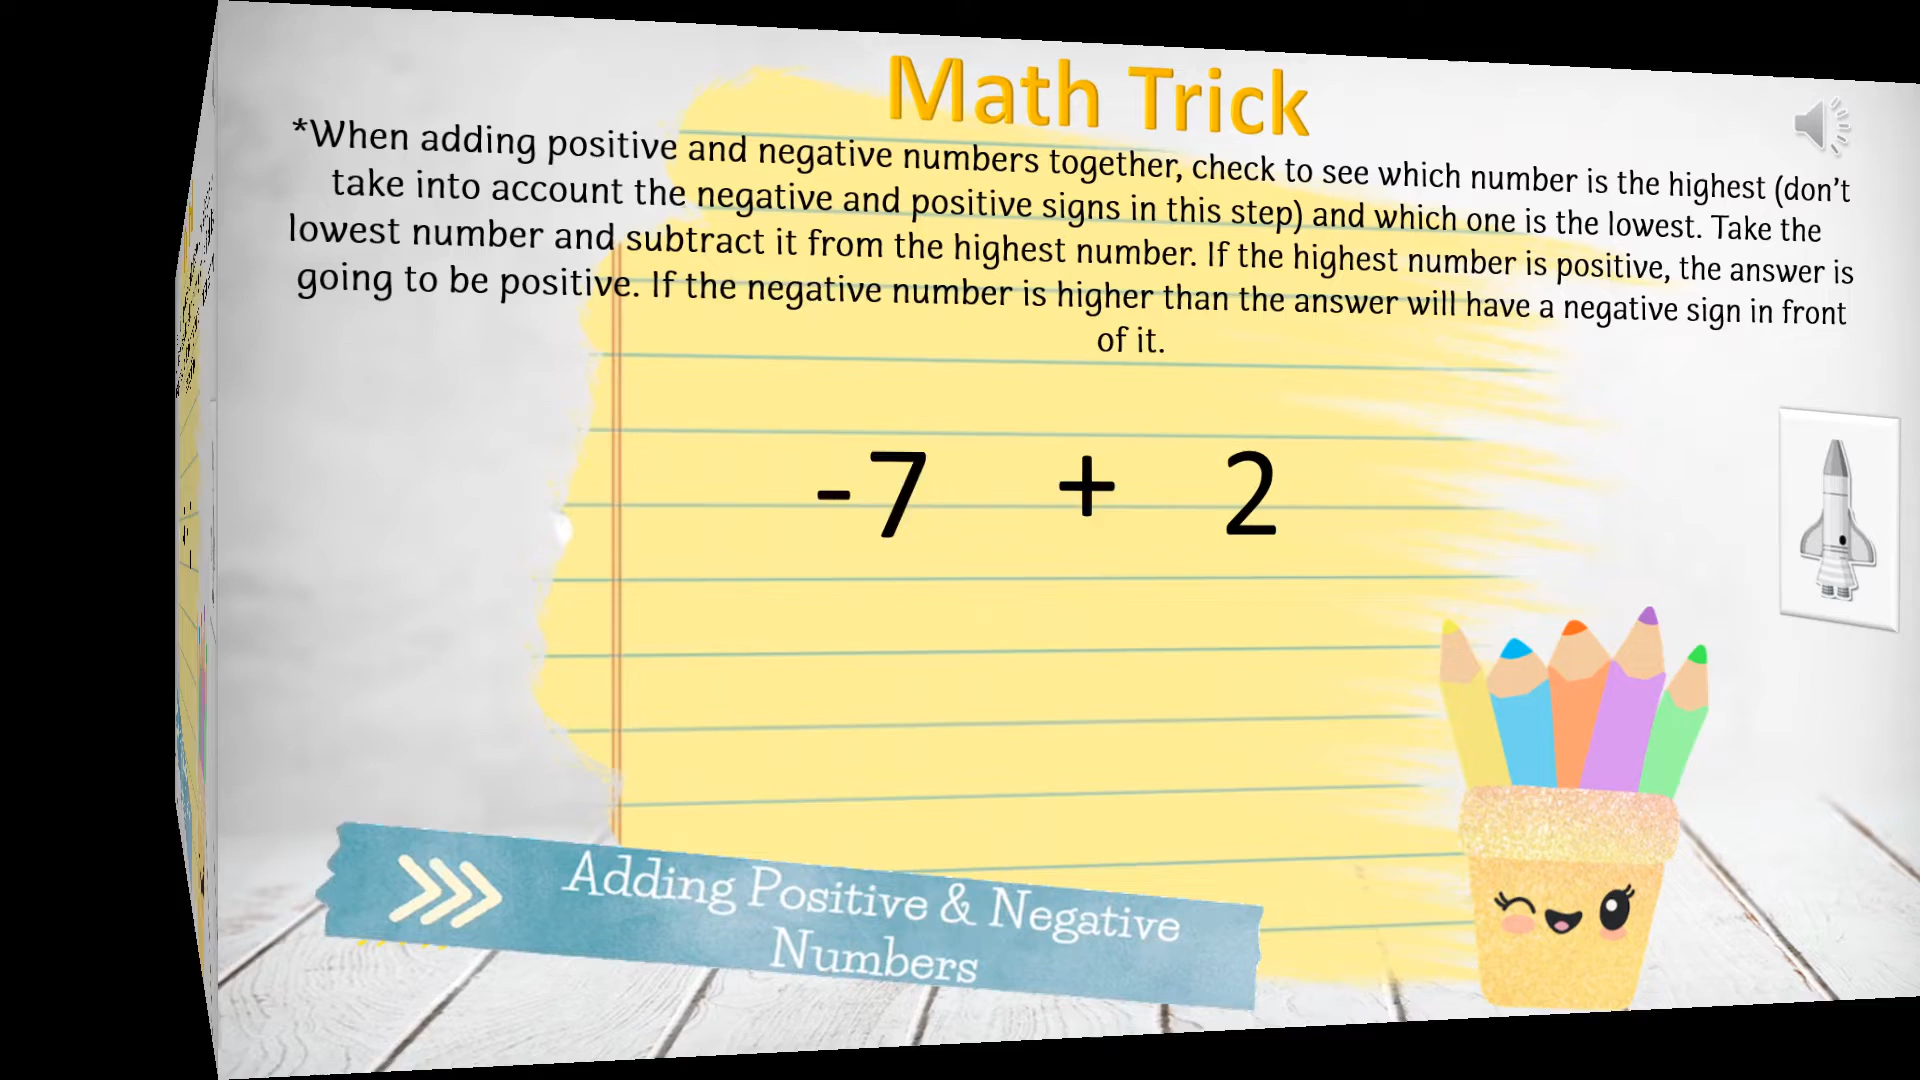 Math Trick
*When adding positive and negative numbers together, check to see which number is the highest (don't
take into account the negative and positive signs in this step) and which one is the lowest. Take the
lowest number and subtract it from the highest number. If the highest number is positive, the answer is
going to be positive. If the negative number is higher than the answer will have a negative sign in front
of it.
-7 + 2
Adding Positive & Negative
Numbers